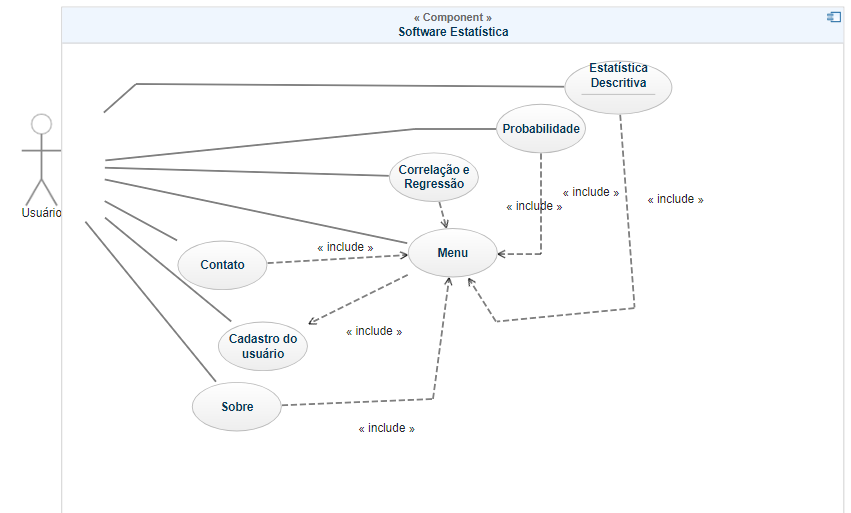 « Component »
Software Estatística
Estatística
Descritiva
Probabilidade
Correlação e
Regressão
« include »
« include »
« include »
Usuário
« include »
Menu
Contato
« include »
Cadastro do
usuário
Sobre
« include »